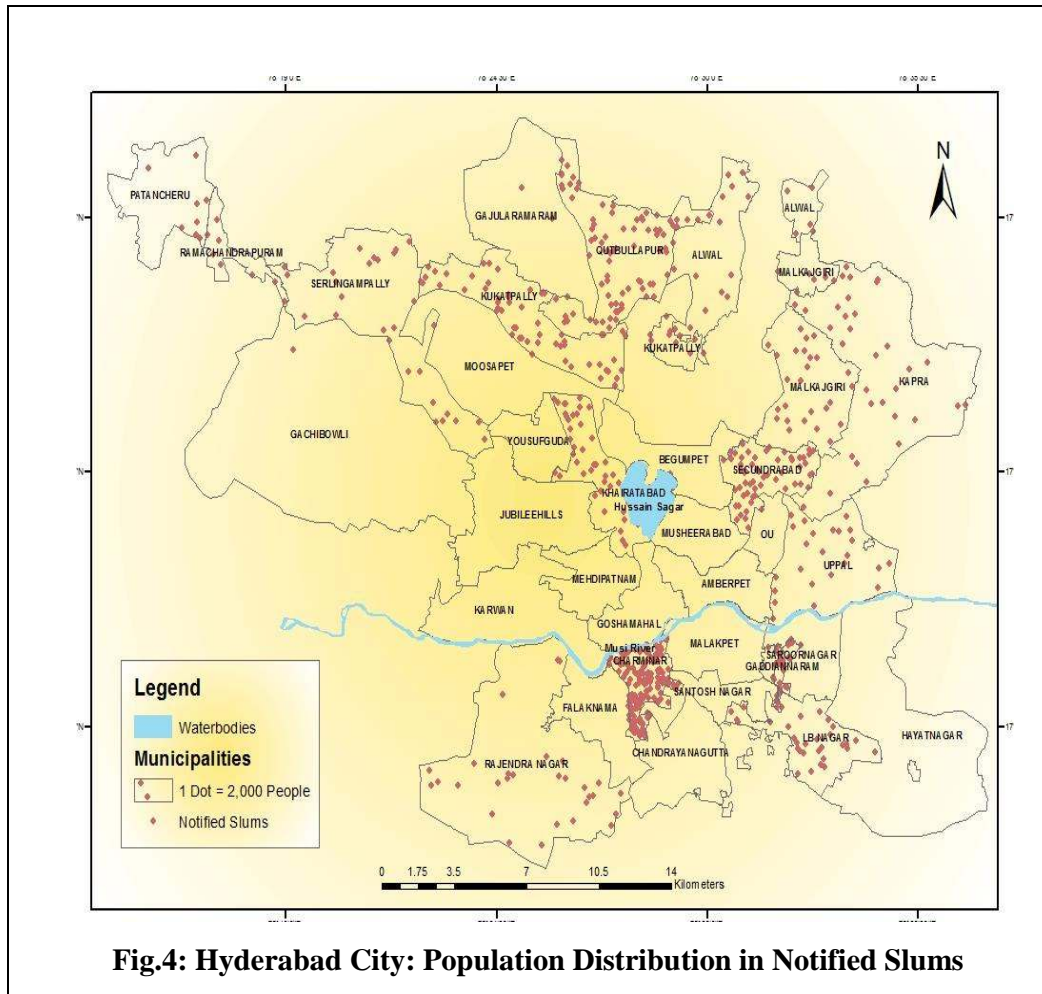 N
PATANCHERU
RAMACHANDRAPURAM
SERLINGAMPALLY
GAJULARAMARAM
QUTBULLAPUR
ALWAL
ALWAL
MALKAJGIRI
KUKATPALLY
KUKATPALLY
MOOSAPET
MALKAJGIRI
KAPRA
GACHIBOWLI
YOUSUFGUDA
BEGUMPET
SECUNDRABAD
KHAIRATABAD
Hussain Sagar
JUBILEEHILLS
MUSHEERABAD
OU
UPPAL
MEHDIPATNAM
AMBERPET
KARWAN
GOSHAMAHAL
Musi River
MALAKPET
CHARMINAR
SAROORNAGAR
GADDIANNARAM
SANTOSH NAGAR
FALAKNAMA
LB NAGAR
HAYATNAGAR
CHANDRAYANAGUTTA
RAJENDRA NAGAR
Legend
Waterbodies
Municipalities
1 Dot = 2,000 People
Notified Slums
0 1.75 3.5 7 10.5 14
Kilometers
Fig.4: Hyderabad City: Population Distribution in Notified Slums